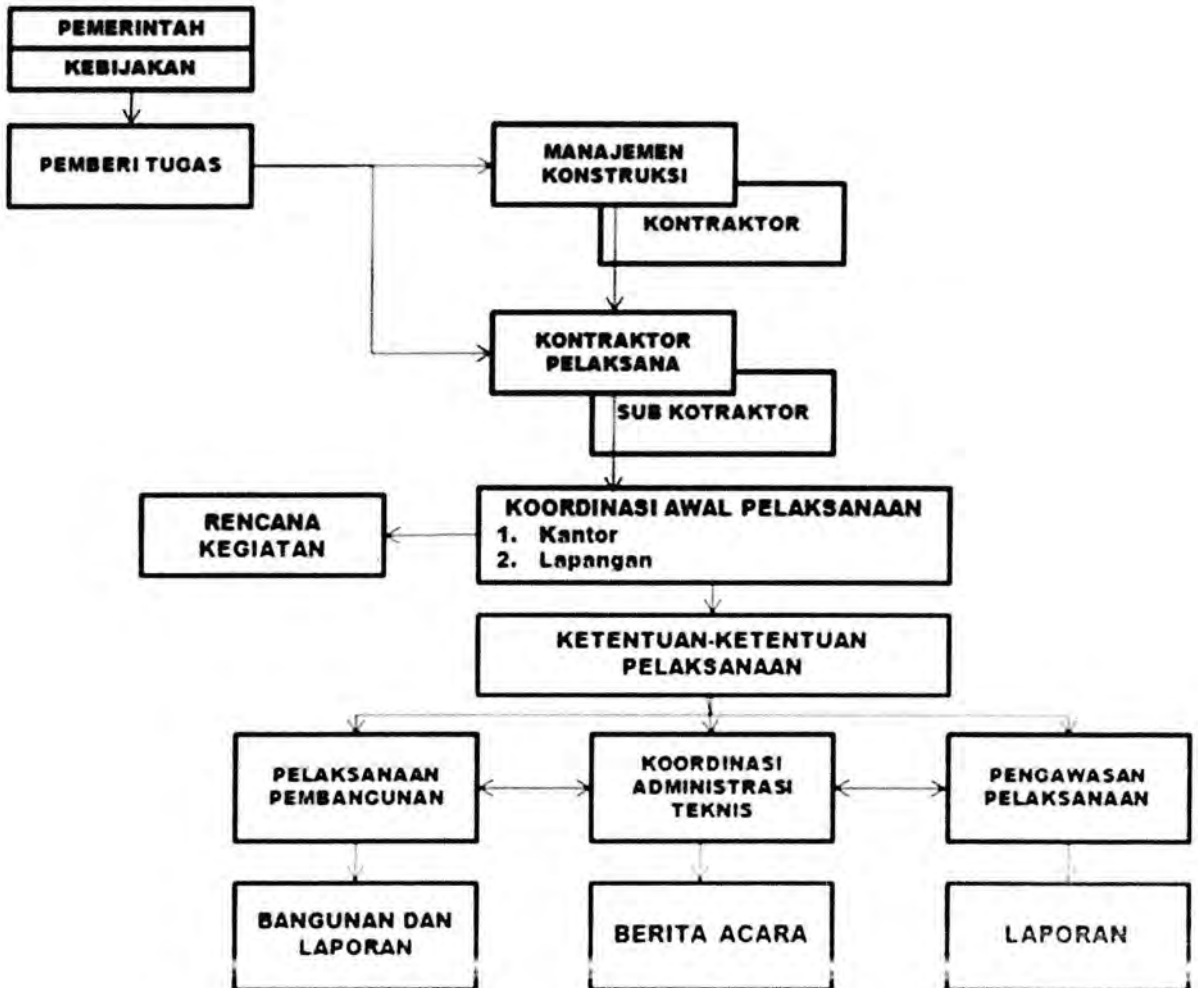 PEMERINTAH
KEBIJAKAN
PEMBERI TUGAS
MANAJEMEN
KONSTRUKSI
KONTRAKTOR
KONTRAKTOR
PELAKSANA
SUB KOTRAKTOR
RENCANA
KEGIATAN
KOORDINASI AWAL PELAKSANAAN
1. Kantor
2. Lapangan
KETENTUAN-KETENTUAN
PELAKSANAAN
PELAKSANAAN
PEMBANGUNAN
KOORDINASI
ADMINISTRASI
TEKNIS
PENGAWASAN
PELAKSANAAN
BANGUNAN DAN
LAPORAN
BERITA ACARA
LAPORAN